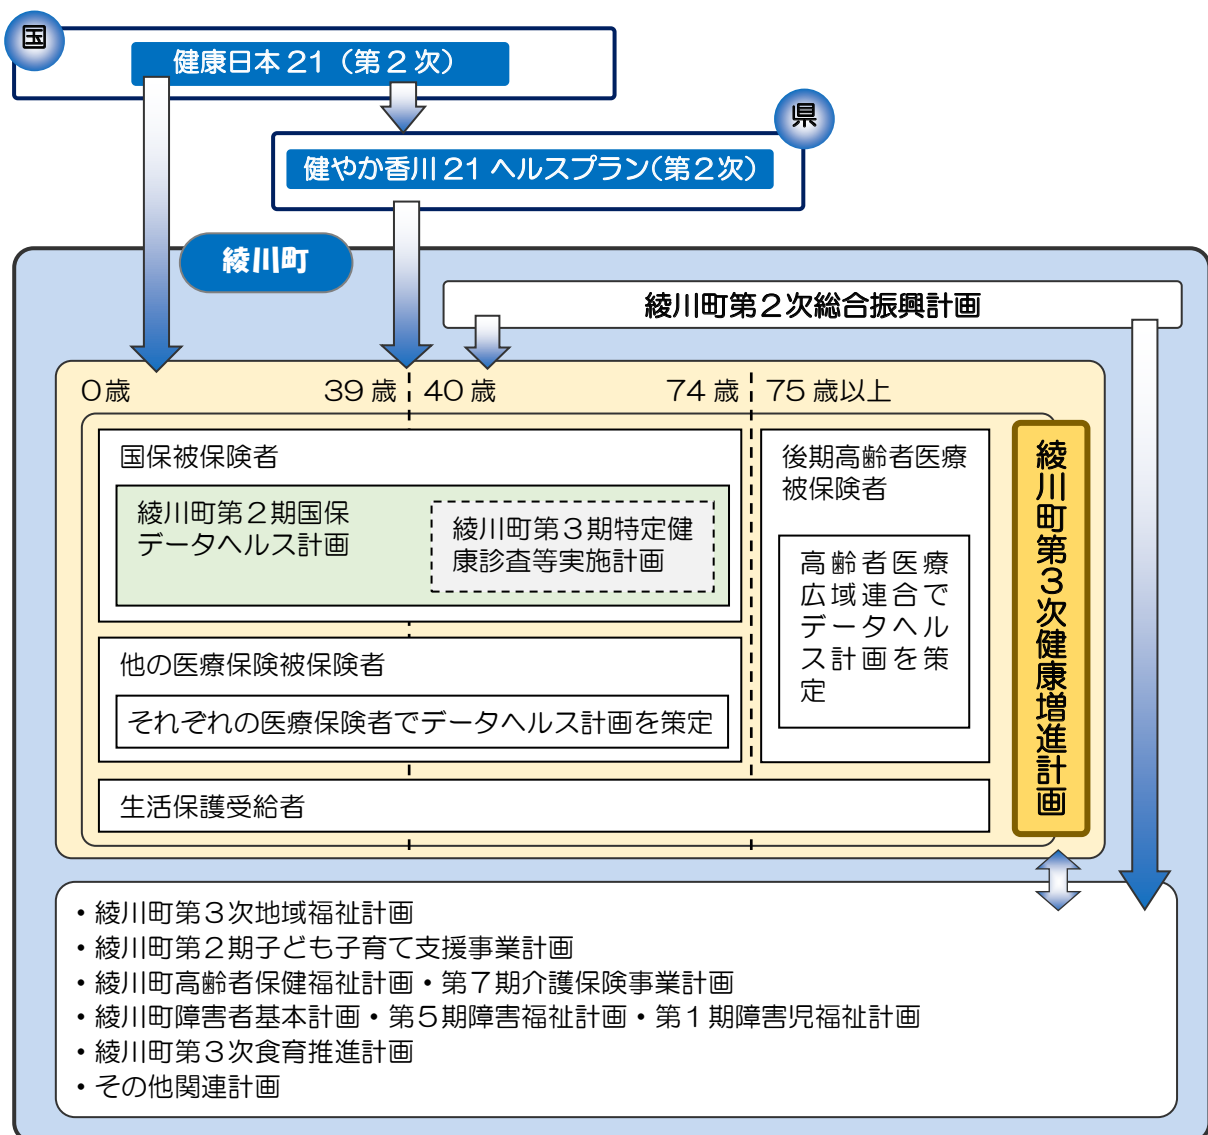 国
健康日本21（第２次）
県
健やか香川21ヘルスプラン（第２次）
綾川町
綾川町第２次総合振興計画
０歳
39歳
40歳
74歳
75歳以上
国保被保険者
綾川町第２期国保
データヘルス計画
綾川町第３期特定健
康診査等実施計画
他の医療保険被保険者
それぞれの医療保険者でデータヘルス計画を策定
生活保護受給者
後期高齢者医療
被保険者
高齢者医療
広域連合で
データヘル
ス計画を策
定
綾川町第３次健康増進計画
・綾川町第３次地域福祉計画
・綾川町第２期子ども子育て支援事業計画
・綾川町高齢者保健福祉計画・第７期介護保険事業計画
・綾川町障害者基本計画・第５期障害福祉計画・第１期障害児福祉計画
・綾川町第３次食育推進計画
・その他関連計画